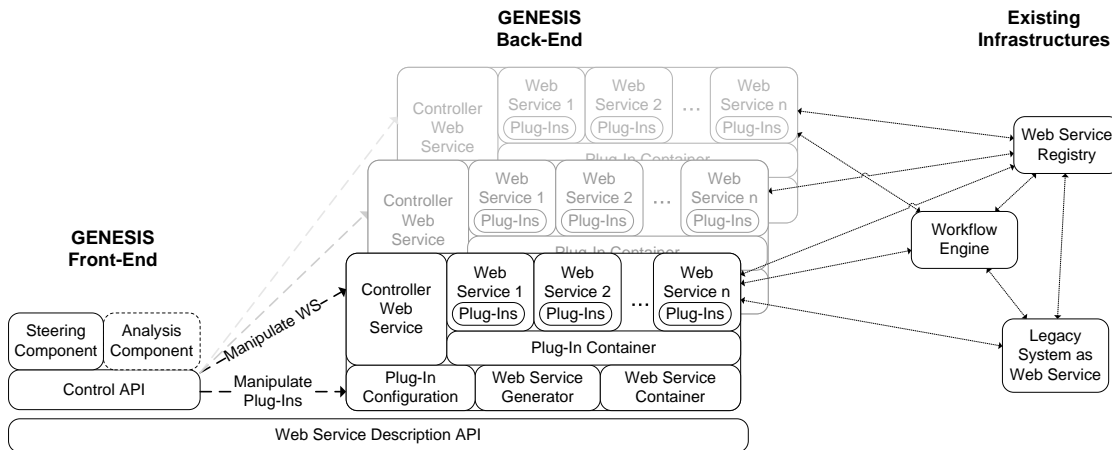 GENESIS
Back-End
Existing
Infrastructures
GENESIS
Front-End
Controller
Web
Service
Web
Service 1
Plug-Ins
Web
Service 2
Plug-Ins
...
Web
Service n
Plug-Ins
Plug-In Container
Controller
Web
Service
Web
Service 1
Plug-Ins
Web
Service 2
Plug-Ins
...
Web
Service n
Plug-Ins
Plug-In Container
Controller
Web
Service
Web
Service 1
Plug-Ins
Web
Service 2
Plug-Ins
...
Web
Service n
Plug-Ins
Plug-In Container
Plug-In
Configuration
Web Service
Generator
Web Service
Container
Steering
Component
Analysis
Component
Control API
Manipulate WS
Manipulate
Plug-Ins
Web Service Description API
Web Service
Registry
Workflow
Engine
Legacy
System as
Web Service